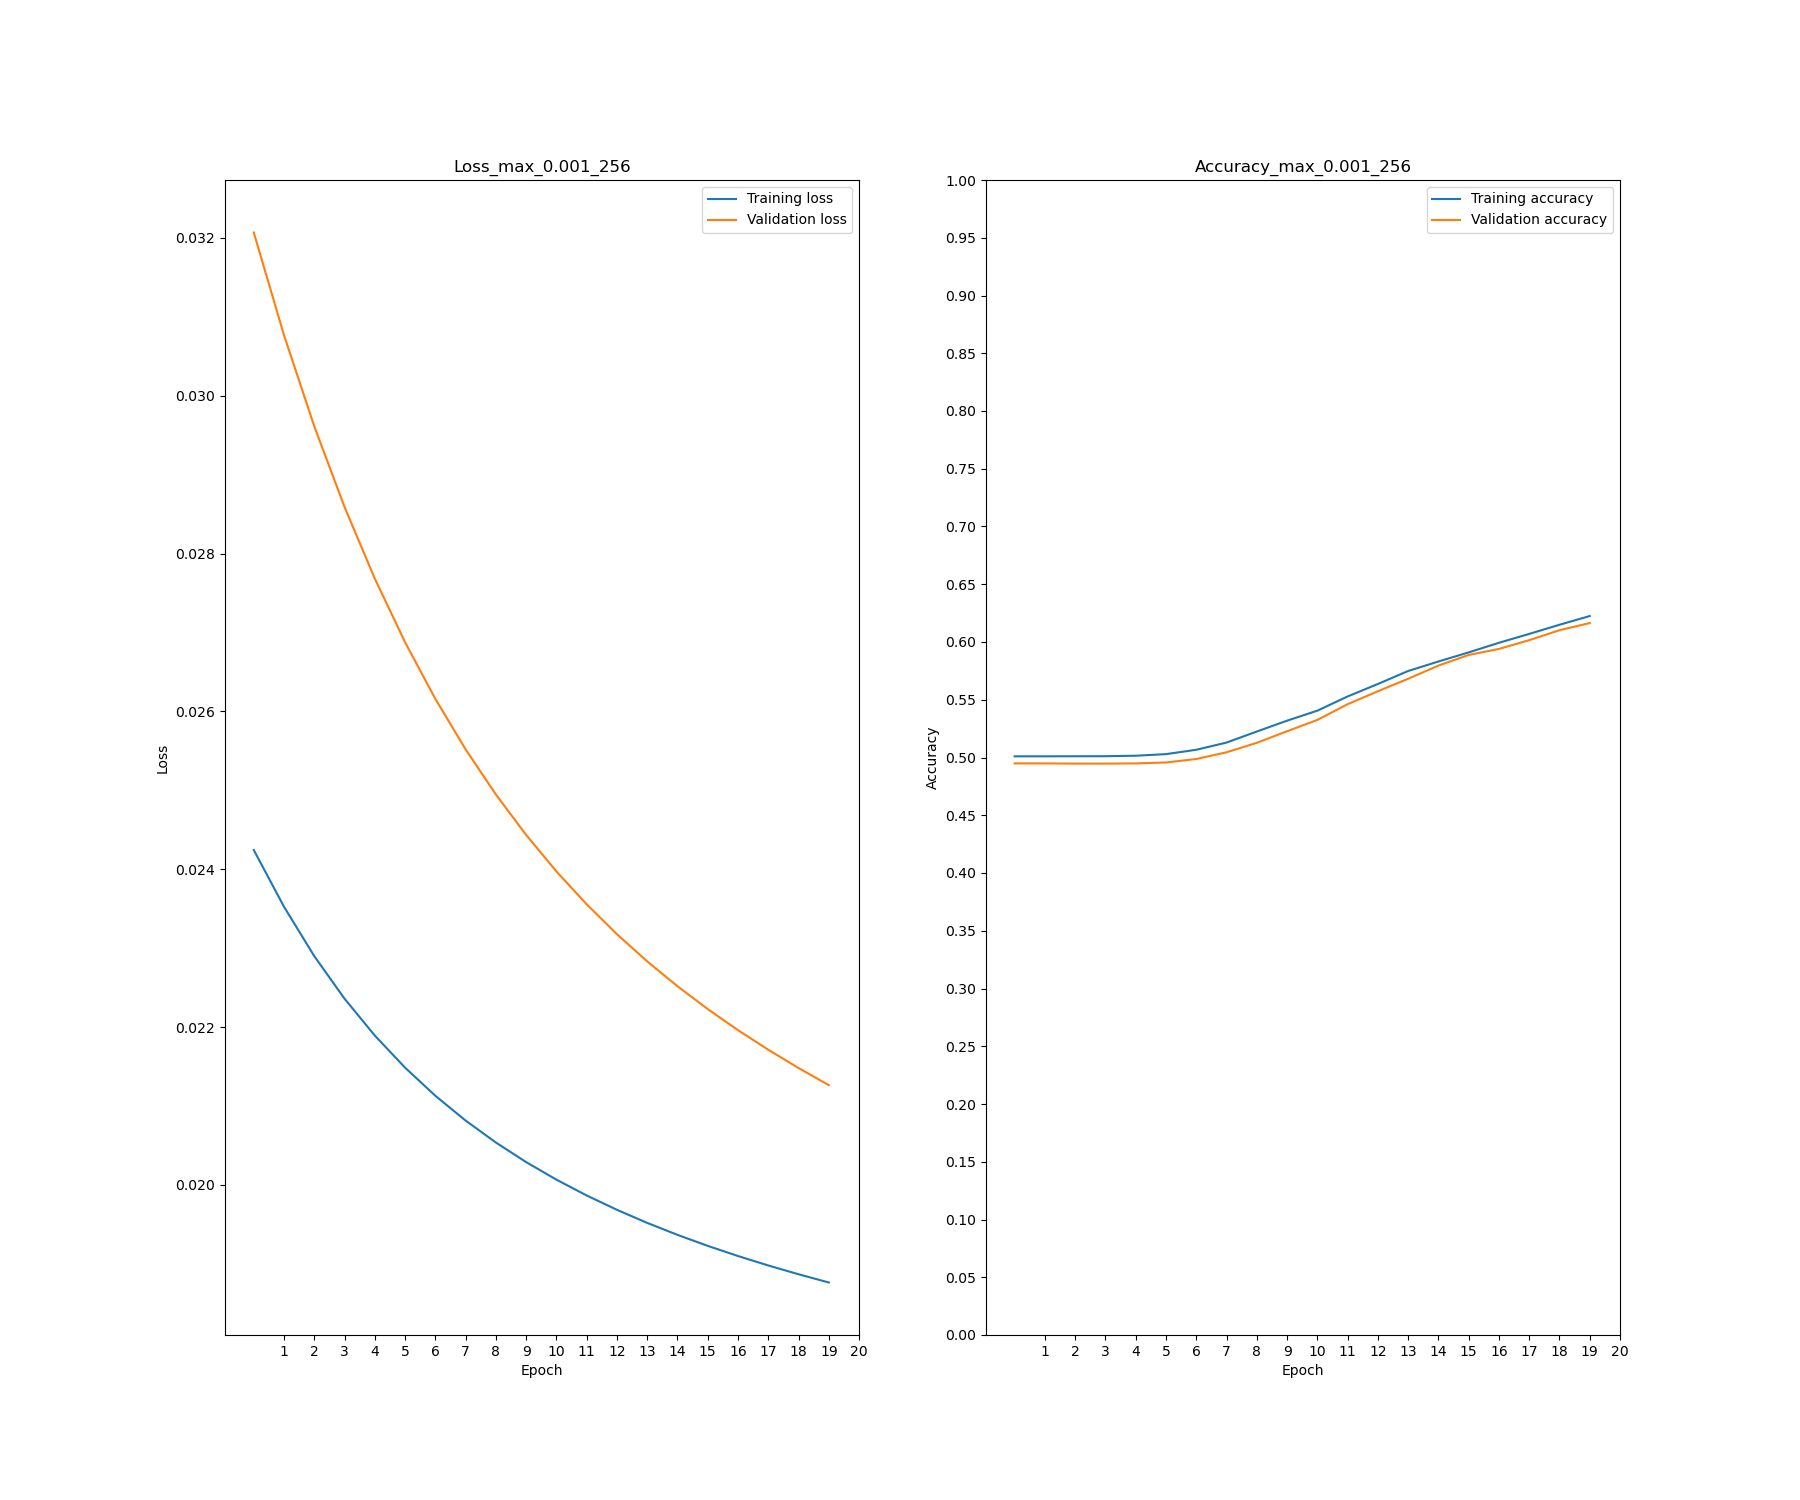 Loss_max_0.001_256
Training loss
Validation loss
0.032
0.030
0.028
0.026
0.024
0.022
0.020
Loss
1 2 3 4 5 6 7 8 9 10 11 12 13 14 15 16 17 18 19 20
Epoch
Accuracy_max_0.001_256
Training accuracy
Validation accuracy
1.00
0.95
0.90
0.85
0.80
0.75
0.70
0.65
0.60
0.55
0.50
0.45
0.40
0.35
0.30
0.25
0.20
0.15
0.10
0.05
0.00
Accuracy
1 2 3 4 5 6 7 8 9 10 11 12 13 14 15 16 17 18 19 20
Epoch